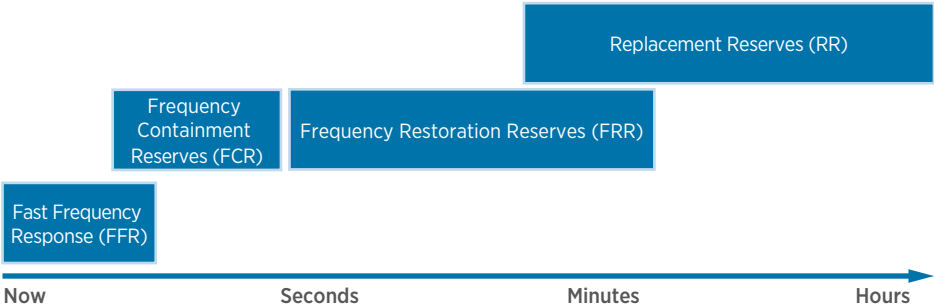 Replacement Reserves (RR)
Frequency
Containment
Reserves (FCR)
Frequency Restoration Reserves (FRR)
Fast Frequency
Response (FFR)
Now
Seconds
Minutes
Hours